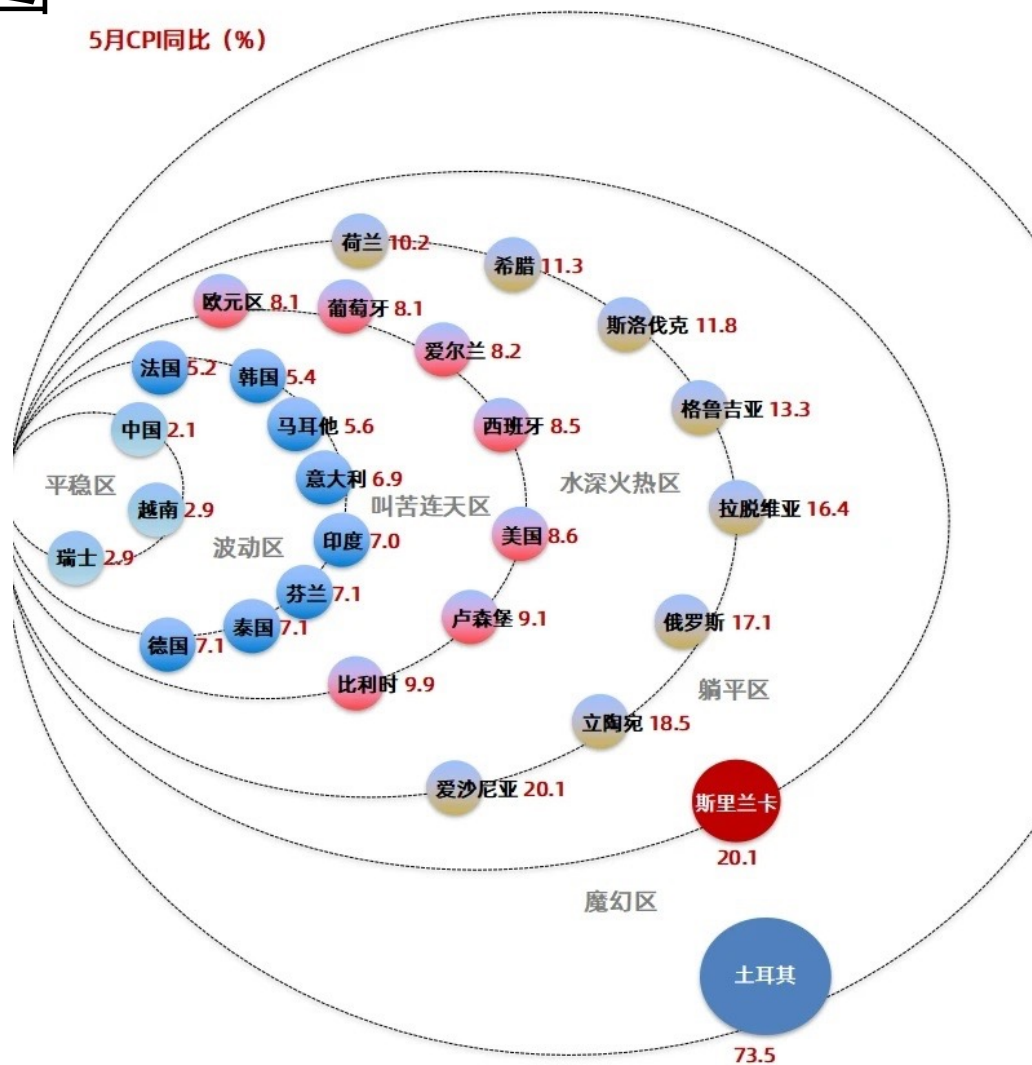 5月CPI同比（%）
荷兰 10.2
希腊 11.3
欧元区 8.1
葡萄牙 8.1
斯洛伐克 11.8
爱尔兰 8.2
法国 5.2
韩国 5.4
格鲁吉亚 13.3
中国 2.1
马耳他 5.6
西班牙 8.5
意大利 6.9
平稳区
水深火热区
叫苦连天区
越南 2.9
拉脱维亚 16.4
美国 8.6
印度 7.0
波动区
瑞士 2.9
芬兰 7.1
卢森堡 9.1
俄罗斯 17.1
泰国 7.1
德国 7.1
比利时 9.9
躺平区
立陶宛 18.5
爱沙尼亚 20.1
斯里兰卡
20.1
魔幻区
土耳其
73.5